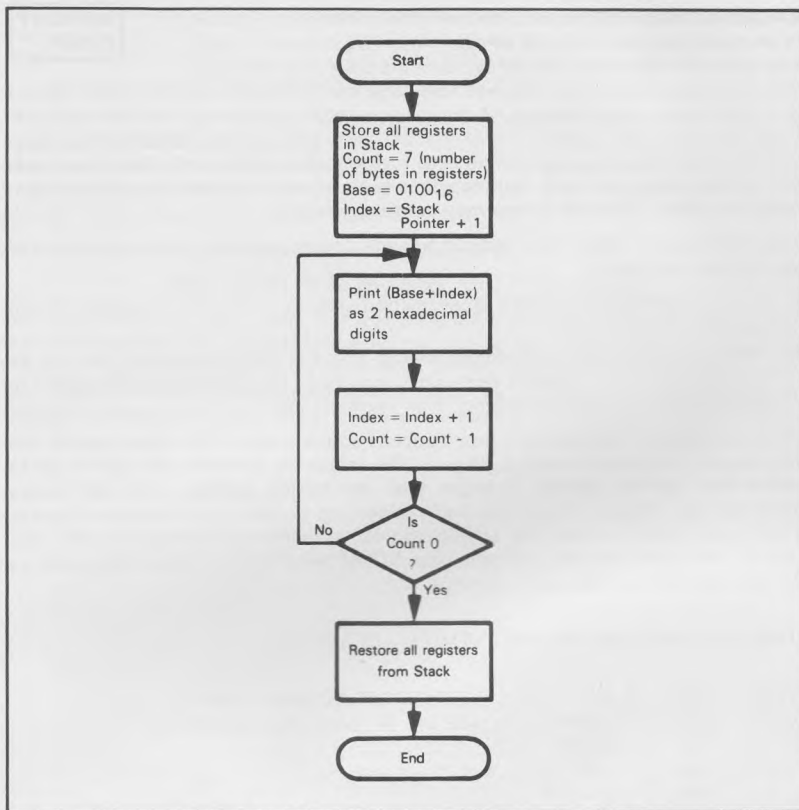 Start
Store all registers
in Stack
Count = 7 (number
of bytes in registers)
Base = 0100₁₆
Index = Stack
Pointer + 1
Print (Base+Index)
as 2 hexadecimal
digits
Index = Index + 1
Count = Count - 1
Is
Count 0
?
No
Yes
Restore all registers
from Stack
End